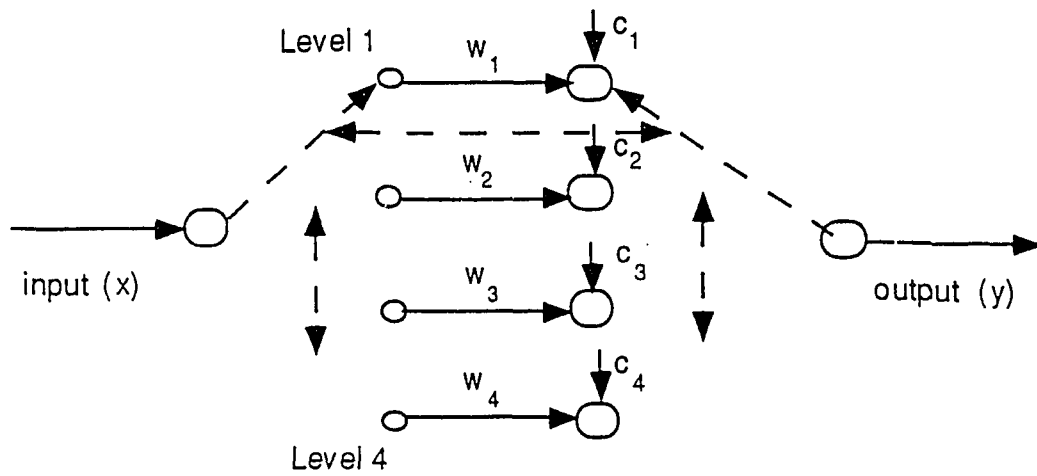 Level 1
w1
c1
w2
c2
input (x)
w3
c3
output (y)
w4
c4
Level 4